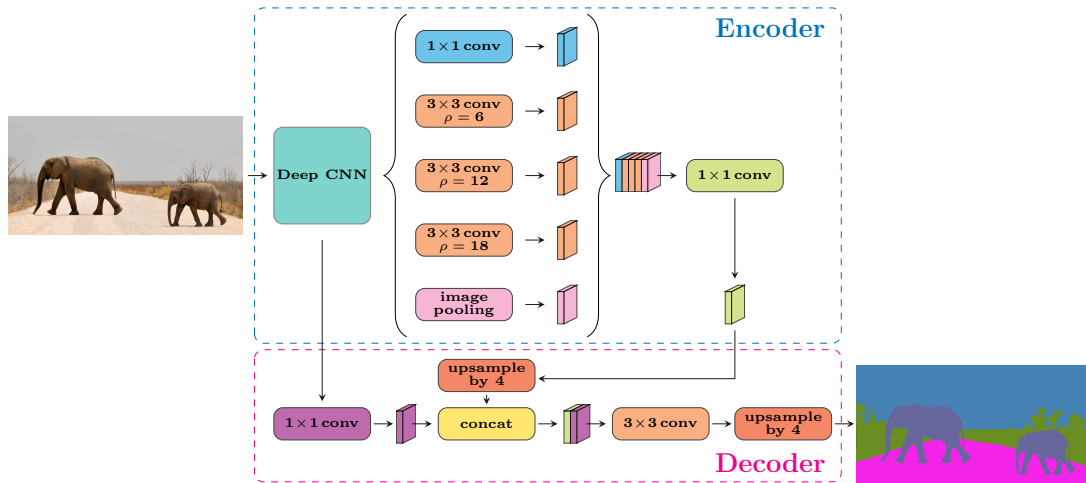 Encoder
Deep CNN
1×1 conv
3×3 conv
ρ = 6
3×3 conv
ρ = 12
3×3 conv
ρ = 18
image
pooling
1×1 conv
upsample
by 4
1×1 conv
concat
3×3 conv
upsample
by 4
Decoder